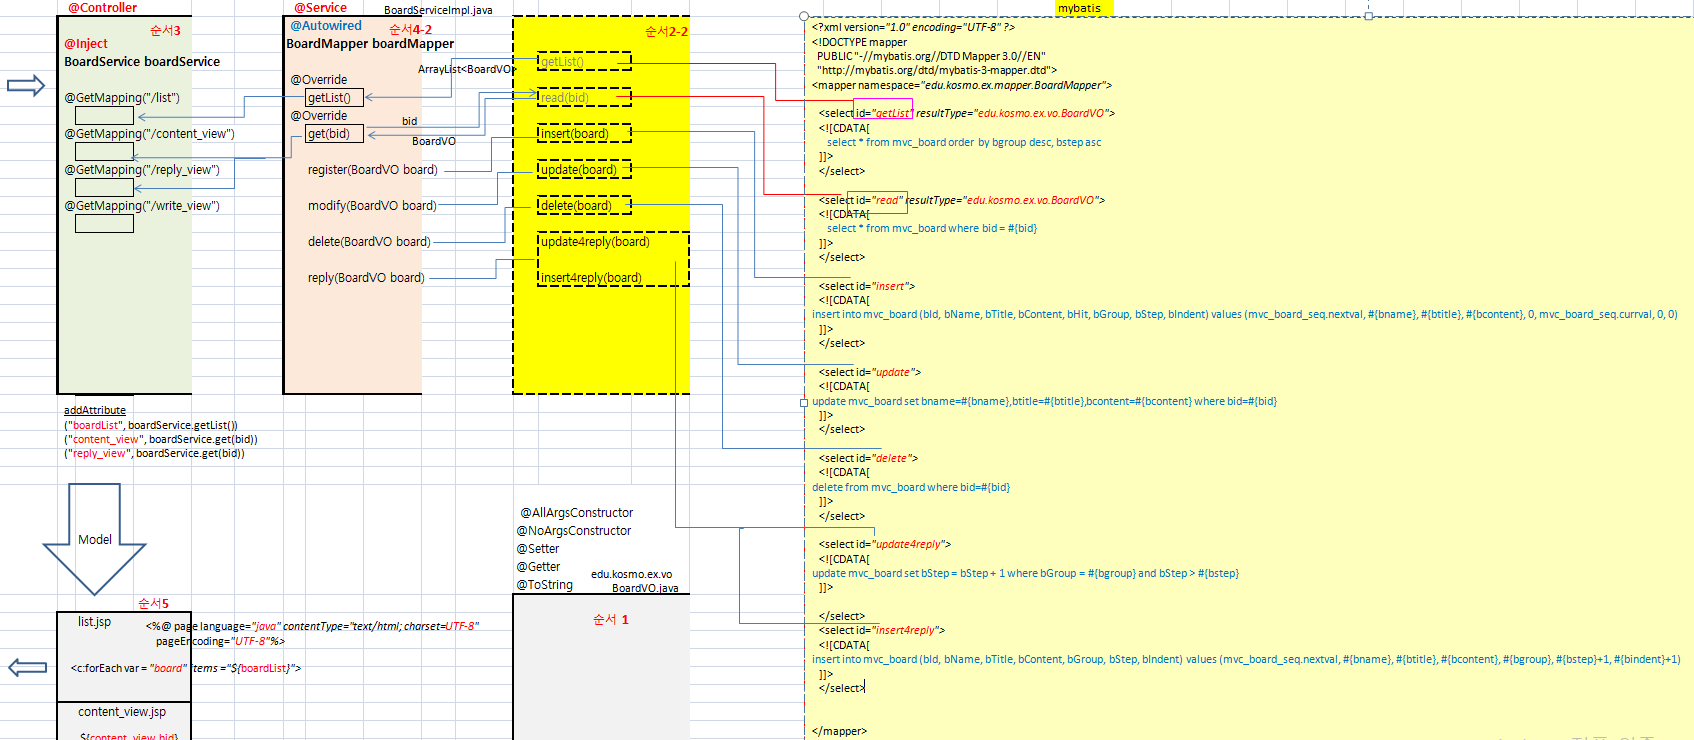 @Controller
순서3
@Inject
BoardService boardService
@GetMapping("/list")
@GetMapping("/content_view")
@GetMapping("/reply_view")
@GetMapping("/write_view")
addAttribute
("boardList", boardService.getList())
("content_view", boardService.get(bid))
("reply_view", boardService.get(bid))
Model
순서5
list.jsp
<%@ page language="java" contentType="text/html; charset=UTF-8"
pageEncoding="UTF-8"%>
<c:forEach var = "board" items ="${boardList}">
content_view.jsp
${content_view.bid}
@Service
BoardServiceImpl.java
@Autowired
순서4-2
BoardMapper boardMapper
ArrayList<BoardVO>
@Override
getList()
@Override
get(bid)
bid
BoardVO
register(BoardVO board)
modify(BoardVO board)
delete(BoardVO board)
reply(BoardVO board)
순서2-2
getList()
read(bid)
insert(board)
update(board)
delete(board)
update4reply(board)
insert4reply(board)
@AllArgsConstructor
@NoArgsConstructor
@Setter
@Getter
@ToString
edu.kosmo.ex.vo
BoardVO.java
순서 1
mybatis
<?xml version="1.0" encoding="UTF-8" ?>
<!DOCTYPE mapper
PUBLIC "-//mybatis.org//DTD Mapper 3.0//EN"
"http://mybatis.org/dtd/mybatis-3-mapper.dtd">
<mapper namespace="edu.kosmo.ex.mapper.BoardMapper">
<select id="getList" resultType="edu.kosmo.ex.vo.BoardVO">
<![CDATA[
select * from mvc_board order by bgroup desc, bstep asc
]]>
</select>
<select id="read" resultType="edu.kosmo.ex.vo.BoardVO">
<![CDATA[
select * from mvc_board where bid = #{bid}
]]>
</select>
<select id="insert">
<![CDATA[
insert into mvc_board (bId, bName, bTitle, bContent, bHit, bGroup, bStep, bIndent) values (mvc_board_seq.nextval, #{bname}, #{btitle}, #{bcontent}, 0, mvc_board_seq.currval, 0, 0)
]]>
</select>
<select id="update">
<![CDATA[
update mvc_board set bname=#{bname},btitle=#{btitle},bcontent=#{bcontent} where bid=#{bid}
]]>
</select>
<select id="delete">
<![CDATA[
delete from mvc_board where bid=#{bid}
]]>
</select>
<select id="update4reply">
<![CDATA[
update mvc_board set bStep = bStep + 1 where bGroup = #{bgroup} and bStep > #{bstep}
]]>
</select>
<select id="insert4reply">
<![CDATA[
insert into mvc_board (bId, bName, bTitle, bContent, bGroup, bStep, bIndent) values (mvc_board_seq.nextval, #{bname}, #{btitle}, #{bcontent}, #{bgroup}, #{bstep}+1, #{bindent}+1)
]]>
</select>
</mapper>